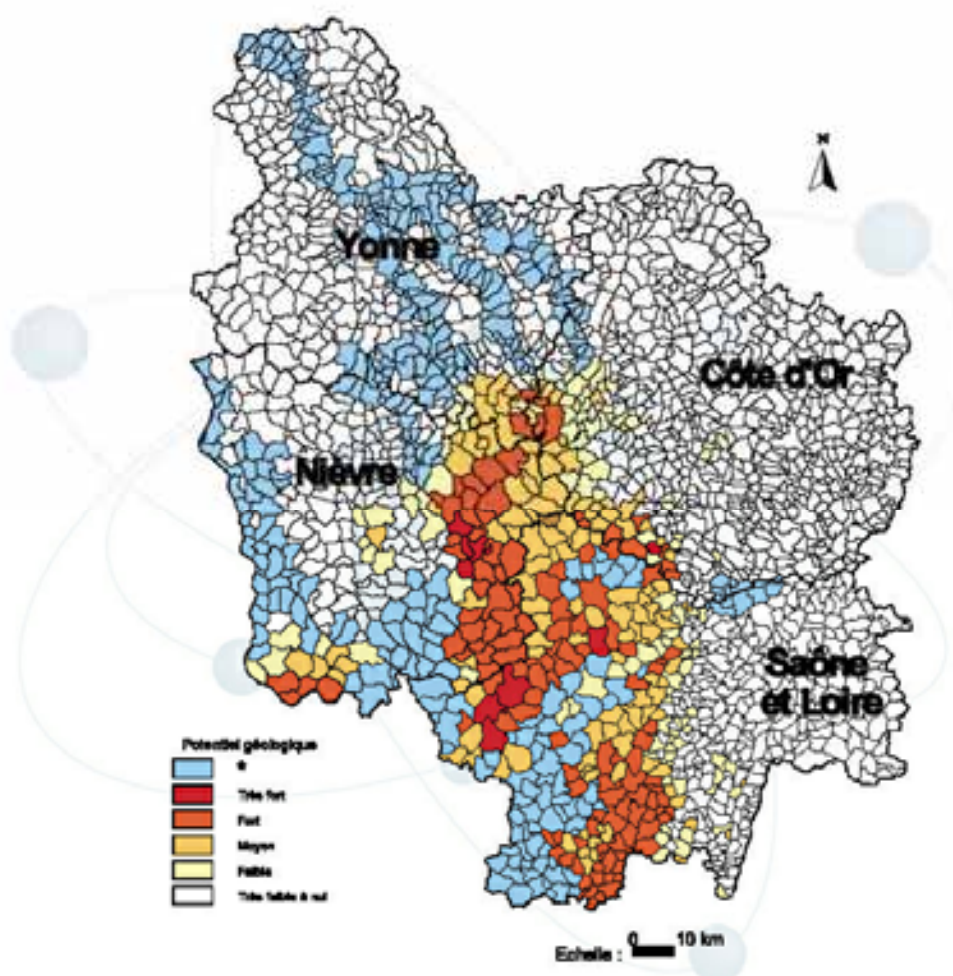 N
Yonne
Côte d'Or
Nièvre
Saône
et Loire
Potentiel géologique
*
Très fort
Fort
Moyen
Faible
Très faible à nul
0 10 km
Echelle :